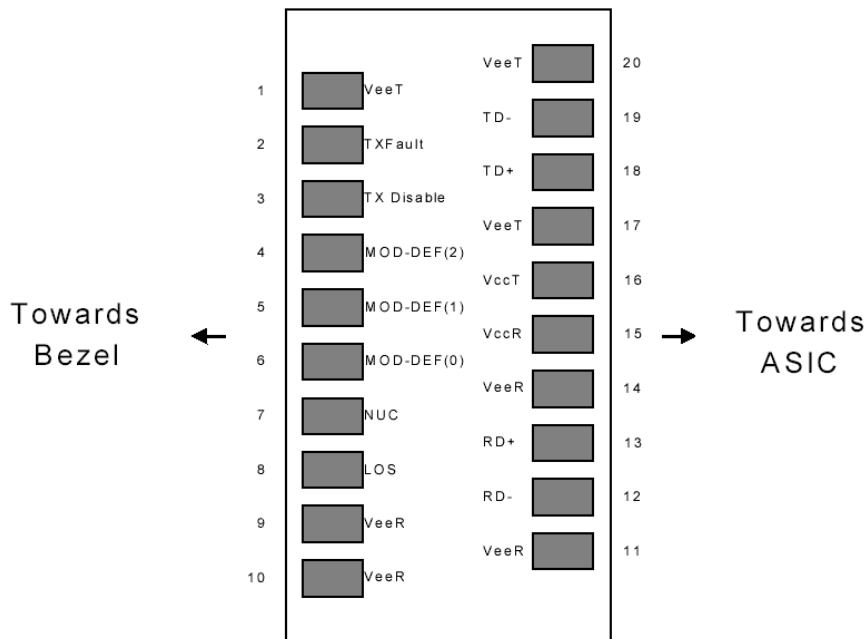 VeeT 20
1 VeeT
TD- 19
2 TXFault
TD+ 18
3 TX Disable
VeeT 17
4 MOD-DEF(2)
VccT 16
5 MOD-DEF(1)
Towards
Bezel
VccR 15
Towards
ASIC
6 MOD-DEF(0)
VeeR 14
7 NUC
RD+ 13
8 LOS
RD- 12
9 VeeR
VeeR 11
10 VeeR